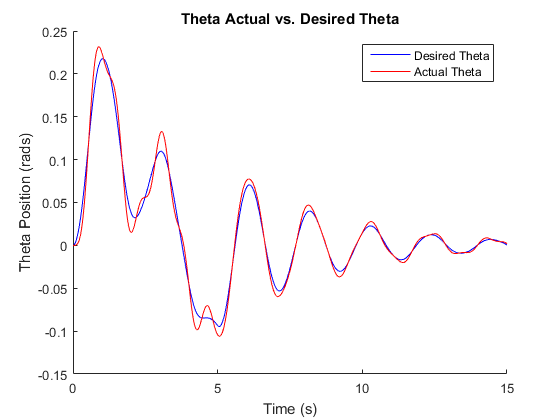 Theta Actual vs. Desired Theta
Desired Theta
Actual Theta
Theta Position (rads)
0.25
0.2
0.15
0.1
0.05
0
-0.05
-0.1
-0.15
0 5 10 15
Time (s)